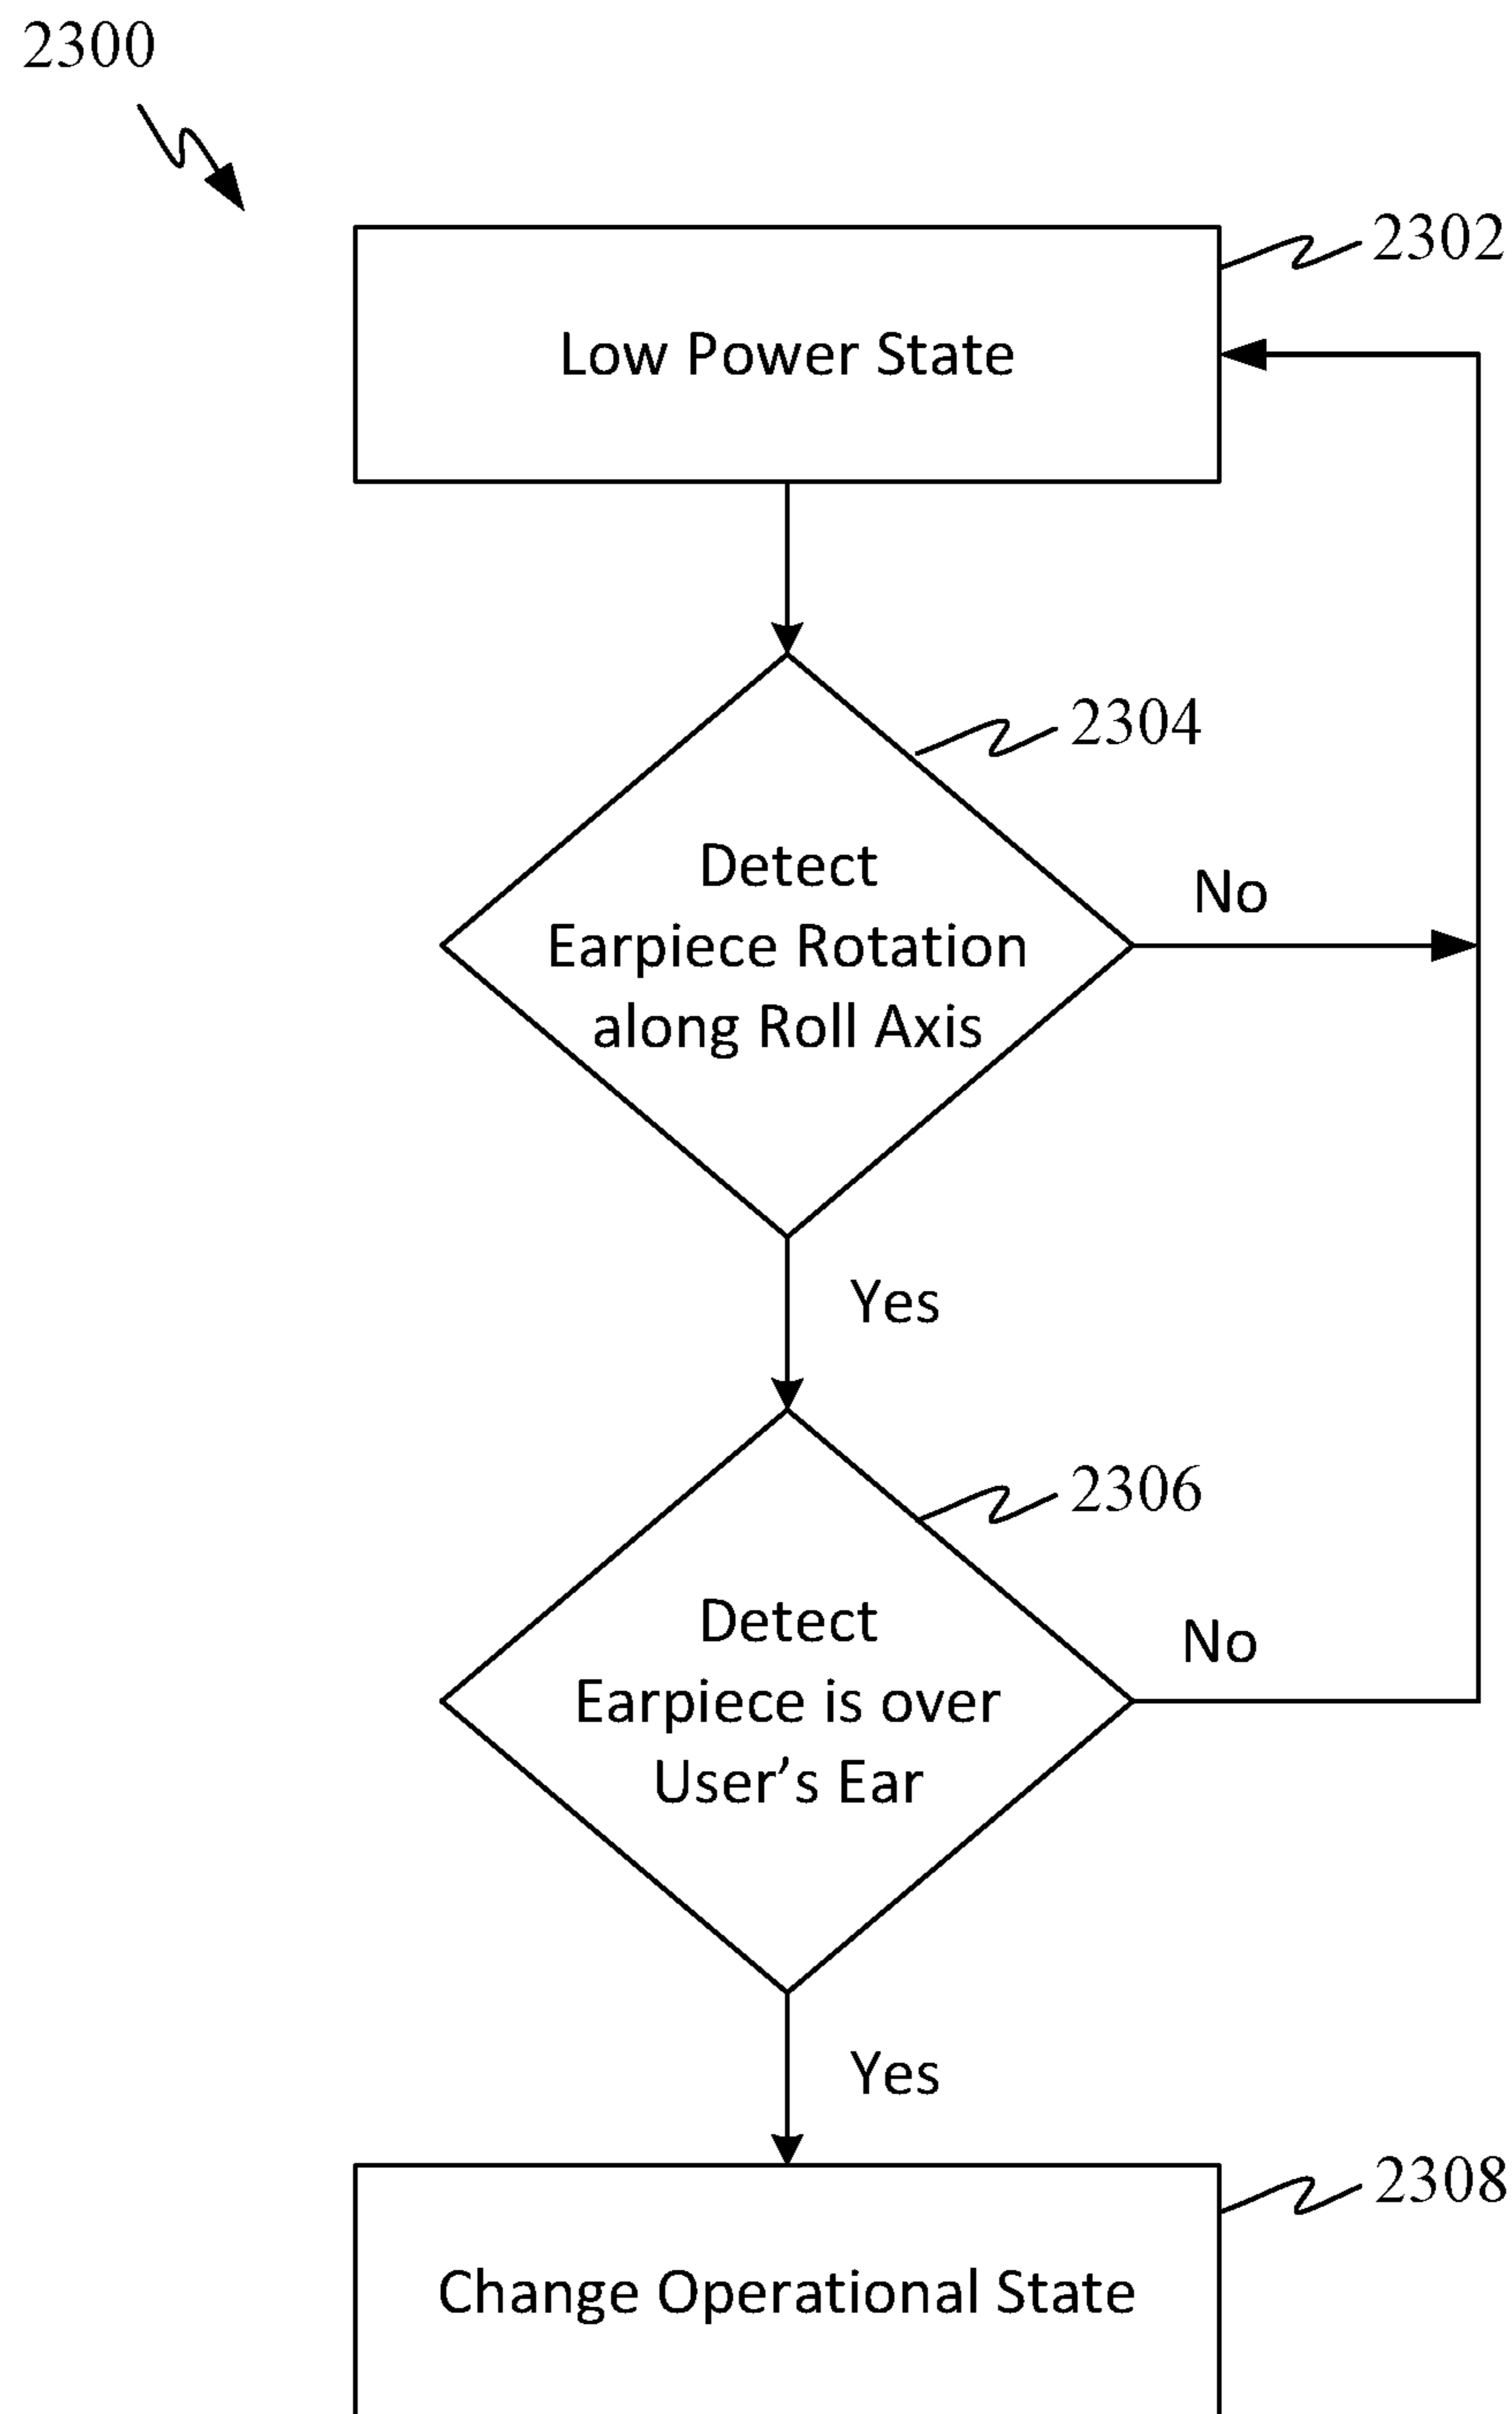 2300
2302
Low Power State
2304
Detect
Earpiece Rotation
along Roll Axis
No
Yes
2306
Detect
Earpiece is over
User’s Ear
No
Yes
2308
Change Operational State